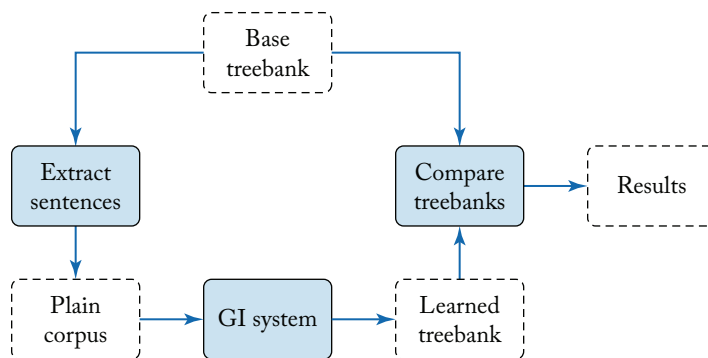 Base
treebank
Extract
sentences
Compare
treebanks
Results
Plain
corpus
GI system
Learned
treebank